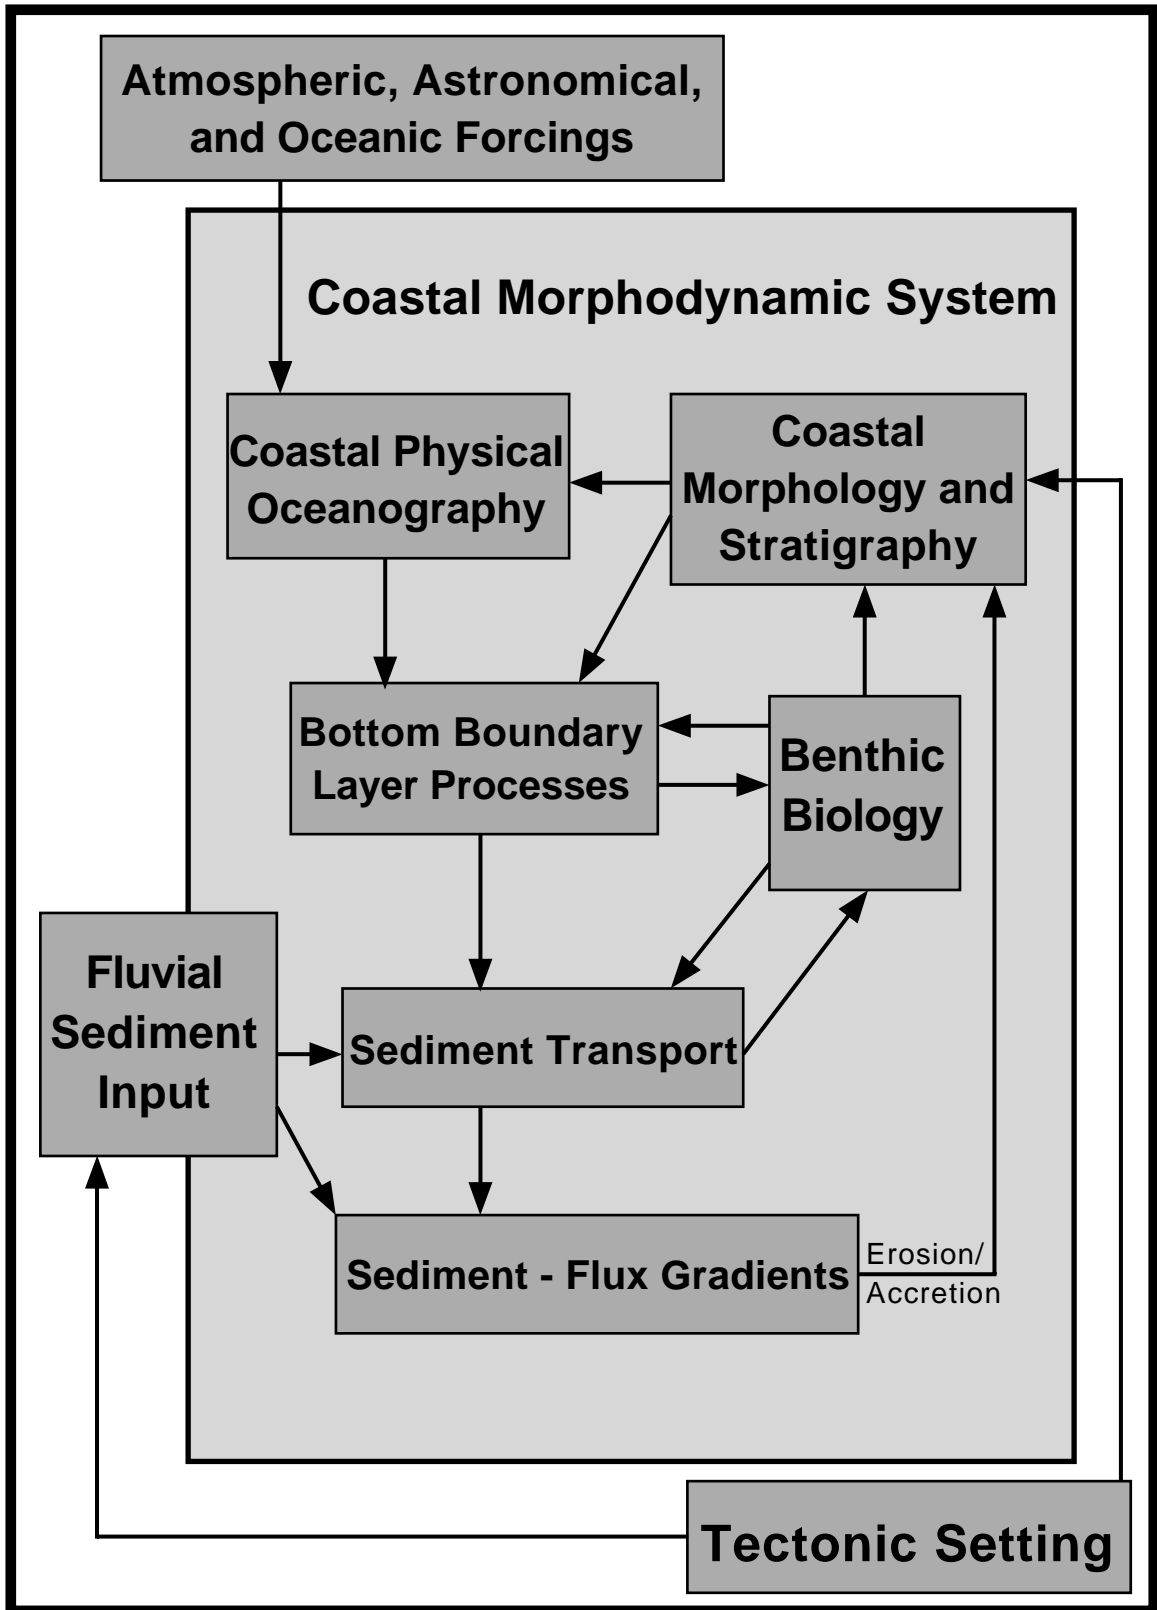 Atmospheric, Astronomical,
and Oceanic Forcings
Coastal Morphodynamic System
Coastal Physical
Oceanography
Coastal
Morphology and
Stratigraphy
Bottom Boundary
Layer Processes
Benthic
Biology
Fluvial
Sediment
Input
Sediment Transport
Sediment - Flux Gradients
Erosion/
Accretion
Tectonic Setting